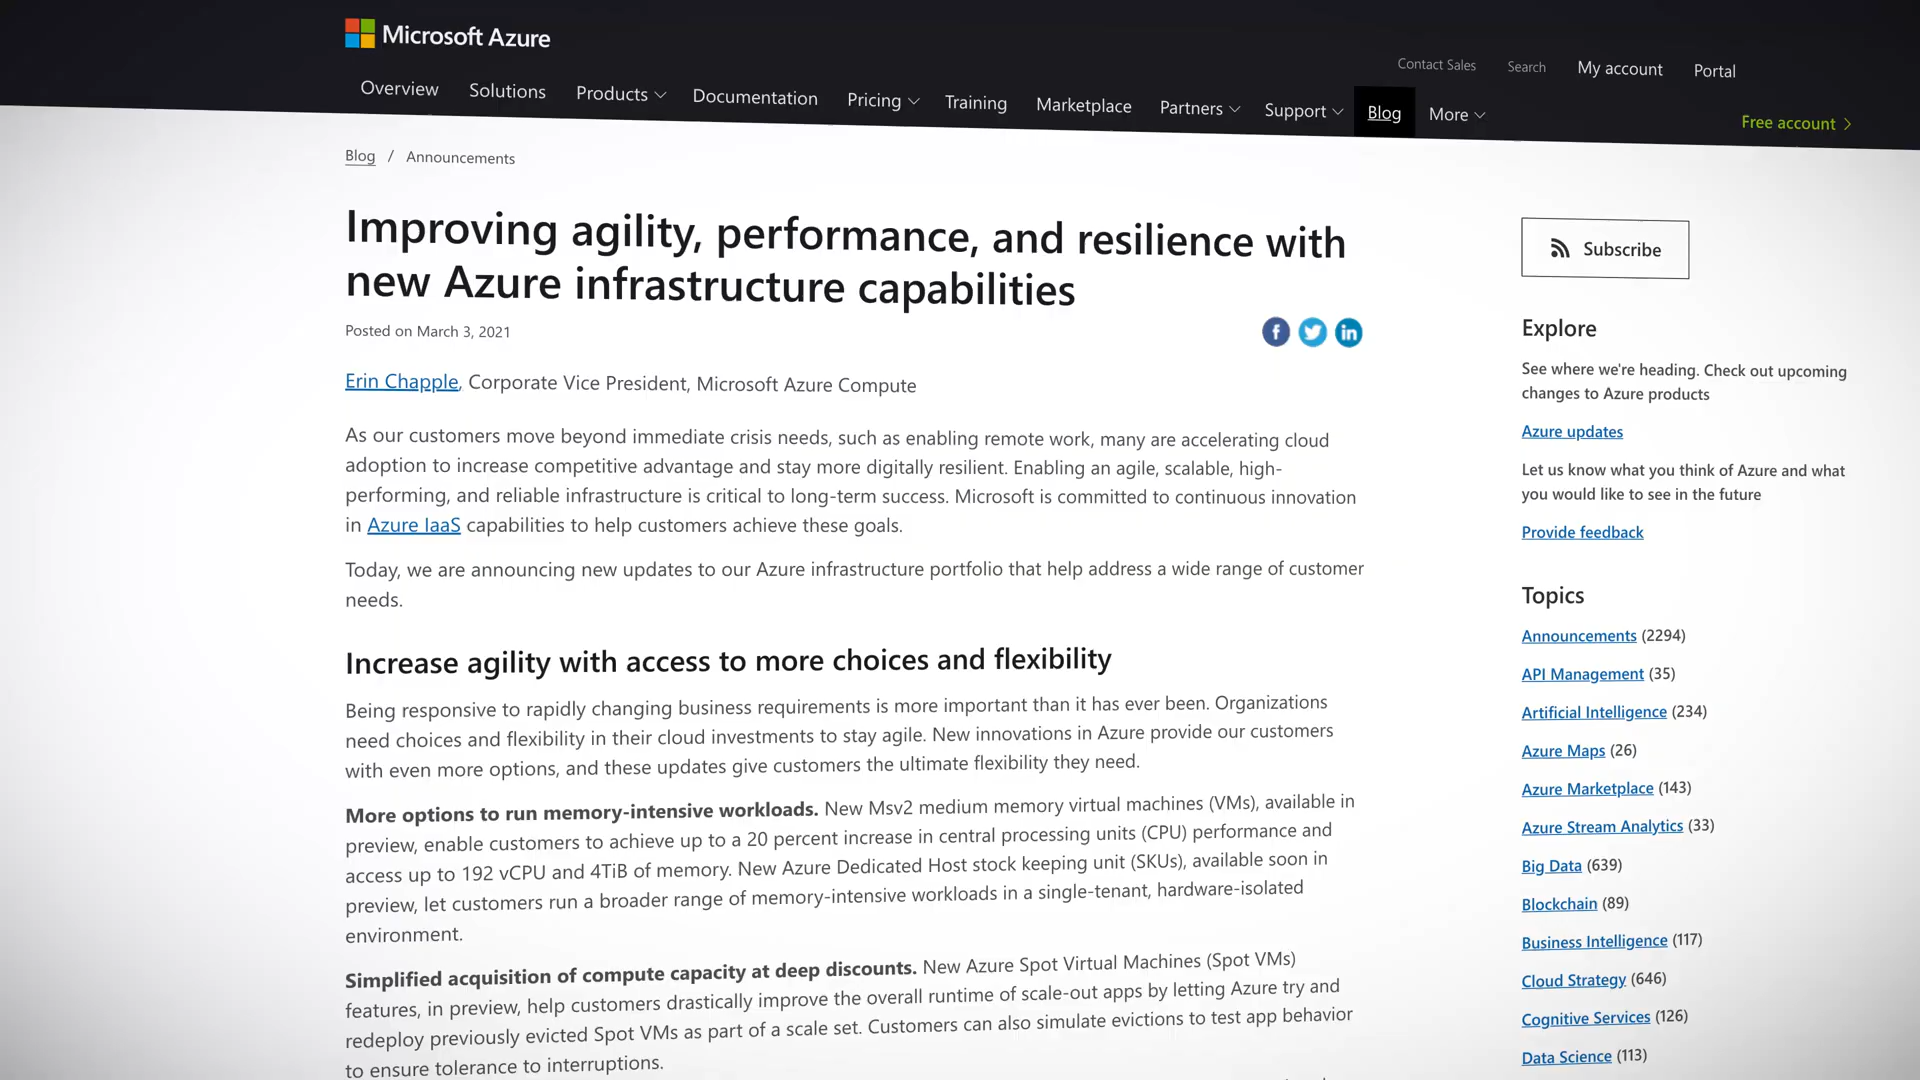 Microsoft Azure
Contact Sales Search My account Portal
Overview Solutions Products Documentation Pricing Training Marketplace Partners Support Blog More
Free account
Blog / Announcements
Improving agility, performance, and resilience with
new Azure infrastructure capabilities
Posted on March 3, 2021
Erin Chapple, Corporate Vice President, Microsoft Azure Compute
As our customers move beyond immediate crisis needs, such as enabling remote work, many are accelerating cloud
adoption to increase competitive advantage and stay more digitally resilient. Enabling an agile, scalable, high-
performing, and reliable infrastructure is critical to long-term success. Microsoft is committed to continuous innovation
in Azure IaaS capabilities to help customers achieve these goals.
Today, we are announcing new updates to our Azure infrastructure portfolio that help address a wide range of customer
needs.
Increase agility with access to more choices and flexibility
Being responsive to rapidly changing business requirements is more important than it has ever been. Organizations
need choices and flexibility in their cloud investments to stay agile. New innovations in Azure provide our customers
with even more options, and these updates give customers the ultimate flexibility they need.
More options to run memory-intensive workloads. New Msv2 medium memory virtual machines (VMs), available in
preview, enable customers to achieve up to a 20 percent increase in central processing units (CPU) performance and
access up to 192 vCPU and 4TiB of memory. New Azure Dedicated Host stock keeping unit (SKUs), available soon in
preview, let customers run a broader range of memory-intensive workloads in a single-tenant, hardware-isolated
environment.
Simplified acquisition of compute capacity at deep discounts. New Azure Spot Virtual Machines (Spot VMs)
features, in preview, help customers drastically improve the overall runtime of scale-out apps by letting Azure try and
redeploy previously evicted Spot VMs as part of a scale set. Customers can also simulate evictions to test app behavior
to ensure tolerance to interruptions.
Subscribe
Explore
See where we're heading. Check out upcoming
changes to Azure products
Azure updates
Let us know what you think of Azure and what
you would like to see in the future
Provide feedback
Topics
Announcements (2294)
API Management (35)
Artificial Intelligence (234)
Azure Maps (26)
Azure Marketplace (143)
Azure Stream Analytics (33)
Big Data (639)
Blockchain (89)
Business Intelligence (117)
Cloud Strategy (646)
Cognitive Services (126)
Data Science (113)